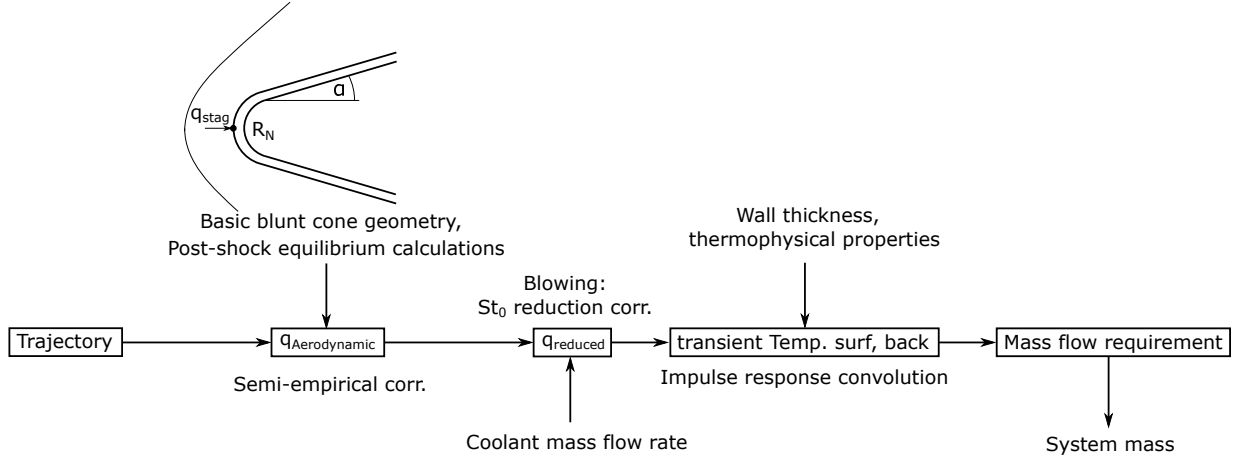 α
q_stag
R_N
Basic blunt cone geometry,
Post-shock equilibrium calculations
Wall thickness,
thermophysical properties
Blowing:
St₀ reduction corr.
Trajectory
q_Aerodynamic
q_reduced
transient Temp. surf, back
Mass flow requirement
Semi-empirical corr.
Impulse response convolution
Coolant mass flow rate
System mass